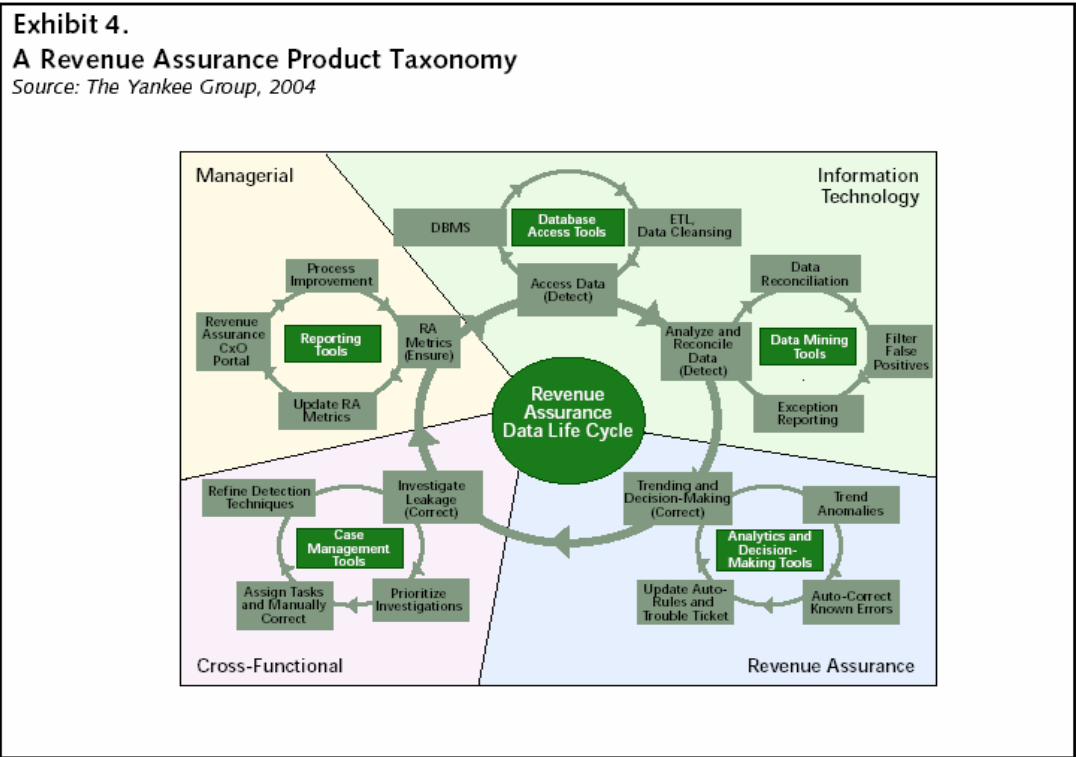 Exhibit 4.
A Revenue Assurance Product Taxonomy
Source: The Yankee Group, 2004
Managerial
Information
Technology
DBMS
Database
Access Tools
ETL,
Data Cleansing
Access Data
(Detect)
Process
Improvement
Revenue
Assurance
CxO
Portal
Reporting
Tools
RA
Metrics
(Ensure)
Update RA
Metrics
Data
Reconciliation
Analyze and
Reconcile
Data
(Detect)
Data Mining
Tools
Filter
False
Positives
Exception
Reporting
Revenue
Assurance
Data Life Cycle
Refine Detection
Techniques
Investigate
Leakage
(Correct)
Case
Management
Tools
Assign Tasks
and Manually
Correct
Prioritize
Investigations
Cross-Functional
Trending and
Decision-Making
(Correct)
Trend
Anomalies
Analytics and
Decision-
Making Tools
Update Auto-
Rules and
Trouble Ticket
Auto-Correct
Known Errors
Revenue Assurance